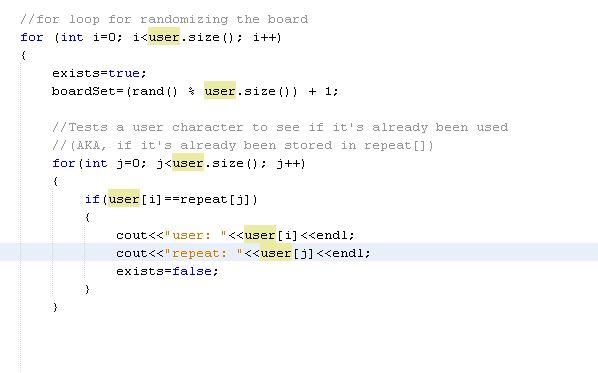 //for loop for randomizing the board
for (int i=0; i<user.size(); i++)
{
exists=true;
boardSet=(rand() % user.size()) + 1;
//Tests a user character to see if it's already been used
//(AKA, if it's already been stored in repeat[])
for(int j=0; j<user.size(); j++)
{
if(user[i]==repeat[j])
{
cout<<"user: "<<user[i]<<endl;
cout<<"repeat: "<<user[j]<<endl;
exists=false;
}
}